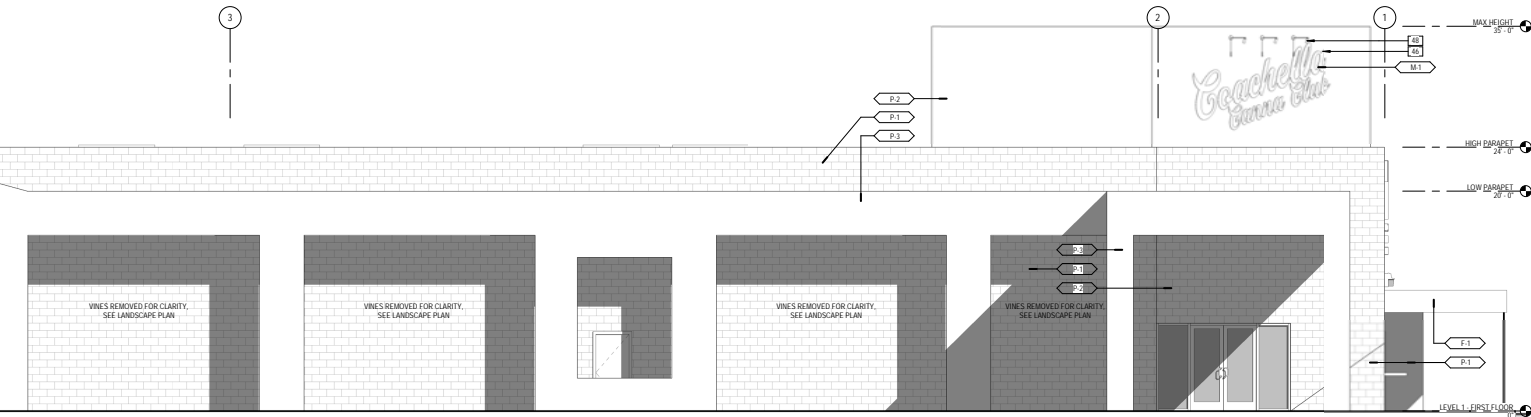 3
2
1
MAX HEIGHT
35' - 0"
48
46
M-1
Coachella
Canna Club
P-2
P-1
P-3
HIGH PARAPET
24' - 0"
LOW PARAPET
20' - 0"
P-3
P-1
P-2
VINES REMOVED FOR CLARITY,
SEE LANDSCAPE PLAN
VINES REMOVED FOR CLARITY,
SEE LANDSCAPE PLAN
VINES REMOVED FOR CLARITY,
SEE LANDSCAPE PLAN
VINES REMOVED FOR CLARITY,
SEE LANDSCAPE PLAN
F-1
P-1
LEVEL 1 - FIRST FLOOR